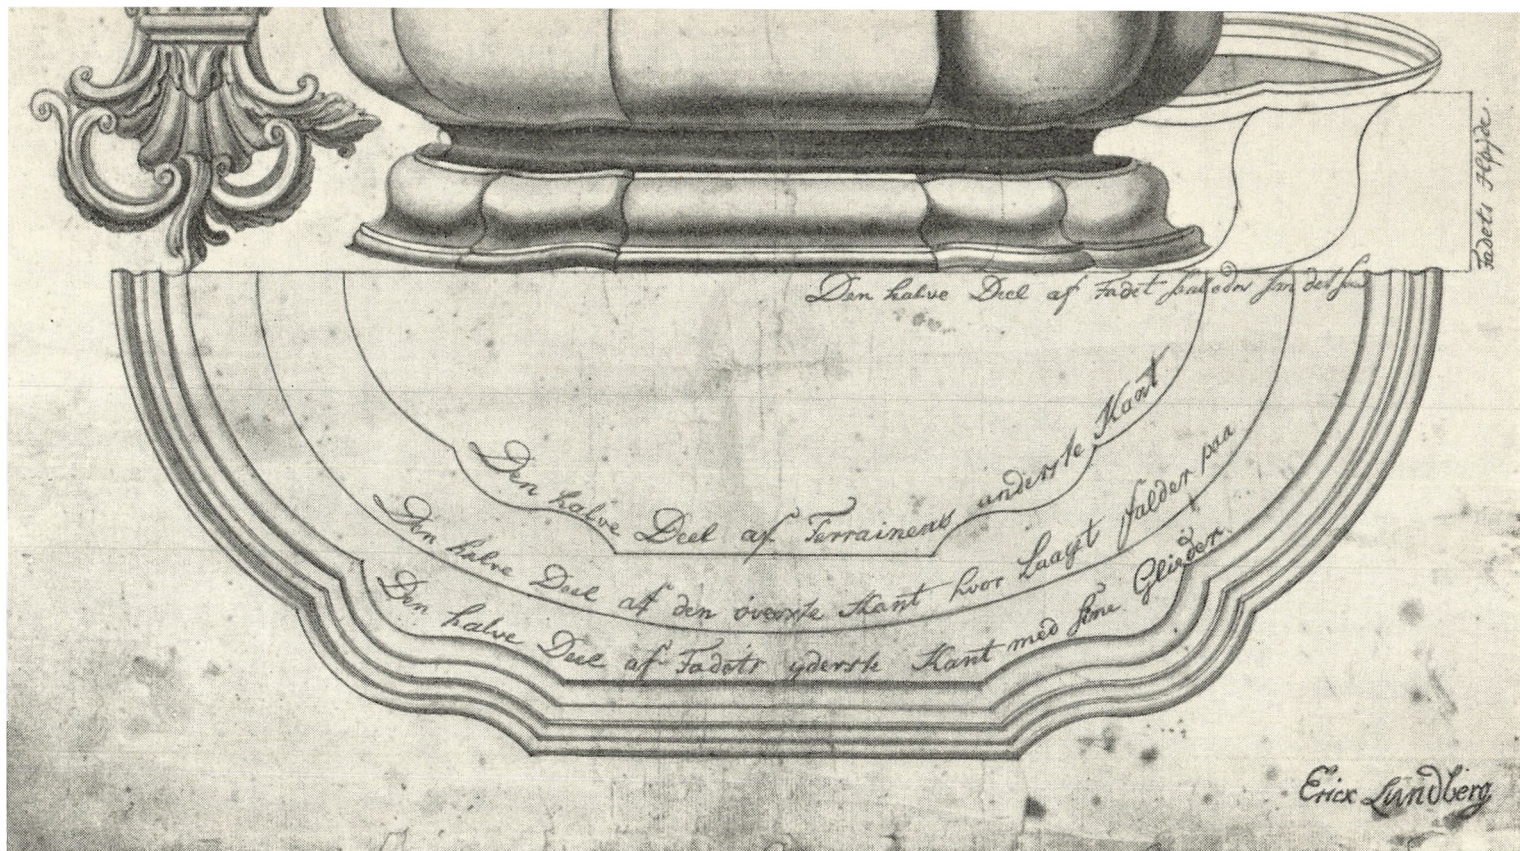 Fadets Høyde.
Den halve Deel af Fadet
Den halve Deel af Terrainens underste Kant
Den halve Deel af den överste Kant hvor Laaget falder paa
Den halve Deel af Fadets yderste Kant med sine Glieder.
Erick Lundberg